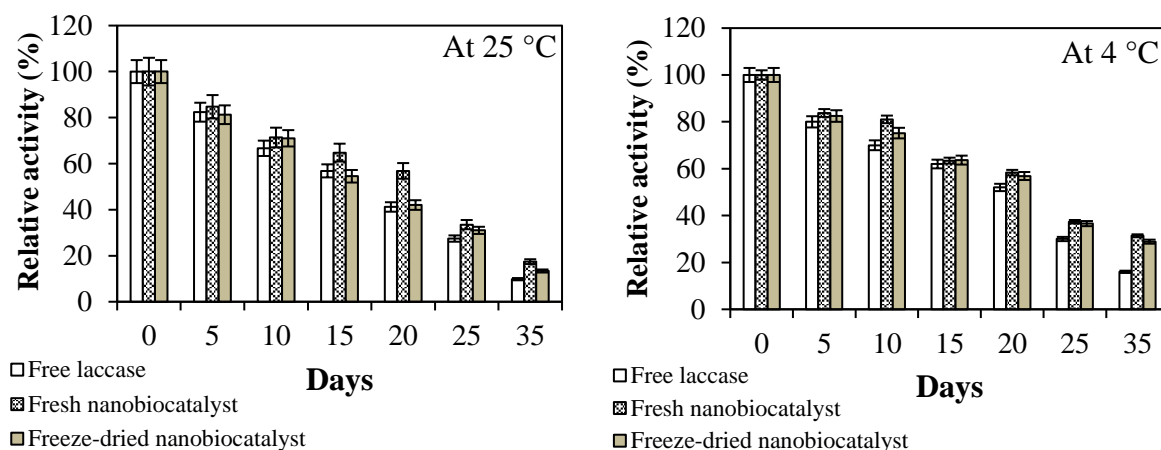 At 25 °C
Relative activity (%)
120
100
80
60
40
20
0
0 5 10 15 20 25 35
Days
Free laccase
Fresh nanobiocatalyst
Freeze-dried nanobiocatalyst
At 4 °C
Relative activity (%)
120
100
80
60
40
20
0
0 5 10 15 20 25 35
Days
Free laccase
Fresh nanobiocatalyst
Freeze-dried nanobiocatalyst